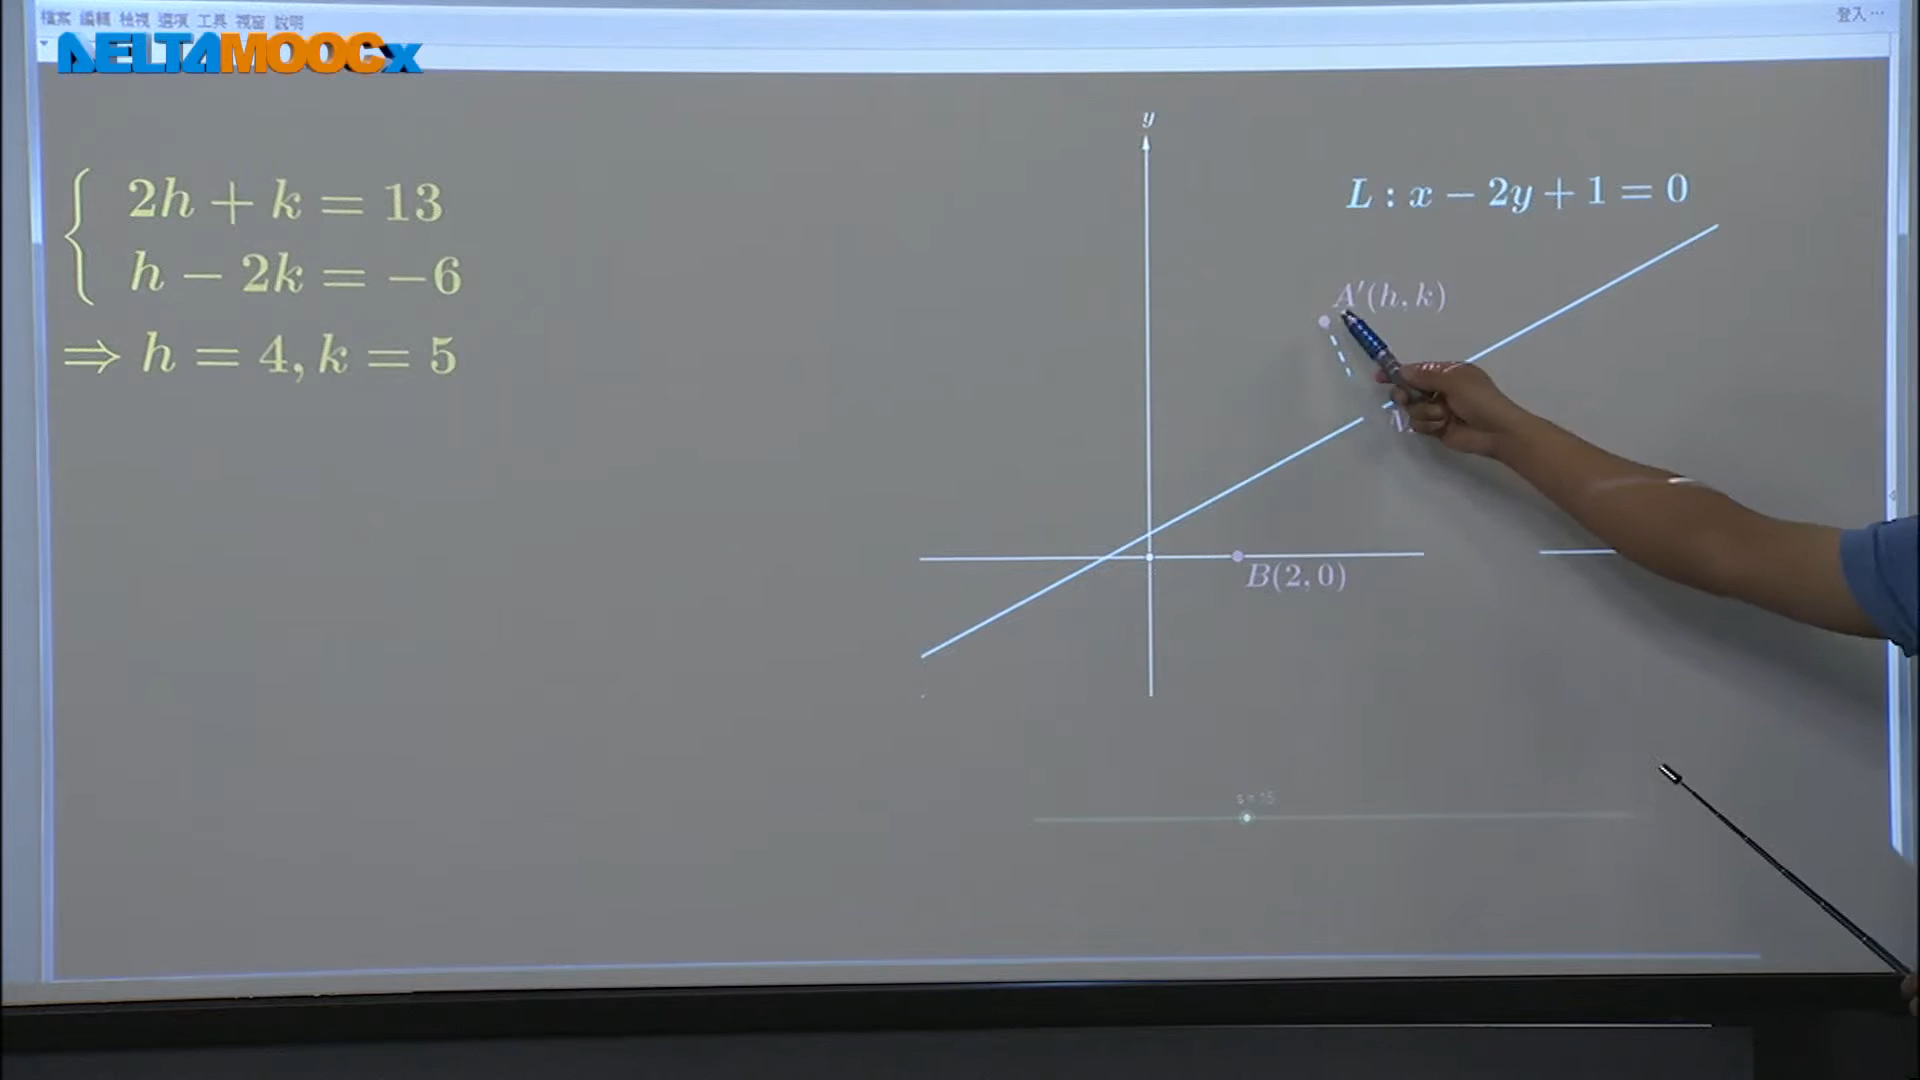 檔案 編輯 檢視 選項 工具 視窗 說明
登入...
DELTAMOOCx
y
2h + k = 13
L : x − 2y + 1 = 0
h − 2k = −6
A′(h, k)
⇒ h = 4, k = 5
B(2, 0)
s = 15